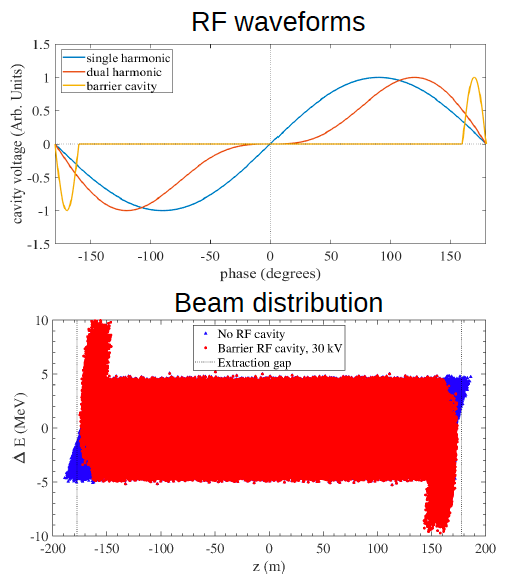 RF waveforms
1.5
single harmonic
dual harmonic
barrier cavity
1
0.5
0
-0.5
-1
-1.5
cavity voltage (Arb. Units)
-150 -100 -50 0 50 100 150
phase (degrees)
Beam distribution
10
No RF cavity
Barrier RF cavity, 30 kV
Extraction gap
5
0
-5
-10
Δ E (MeV)
-200 -150 -100 -50 0 50 100 150 200
z (m)